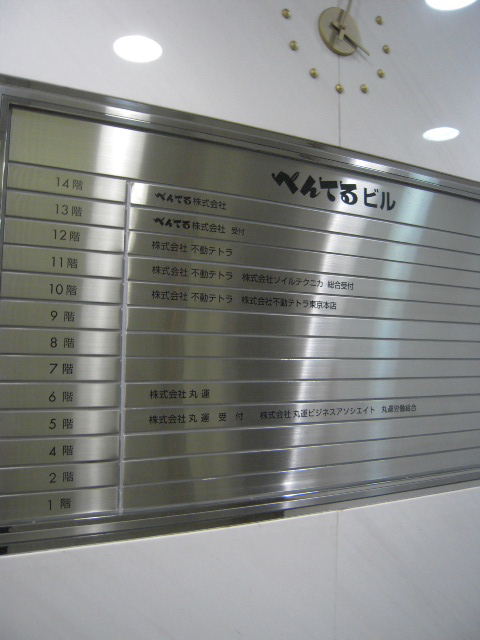 ぺんてるビル
14階 ぺんてる株式会社
13階 ぺんてる株式会社 受付
12階 株式会社 不動テトラ
11階 株式会社 不動テトラ 株式会社ソイルテクニカ 総合受付
10階 株式会社 不動テトラ 株式会社不動テトラ東京本店
9階
8階
7階
6階 株式会社 丸運
5階 株式会社 丸運 受付 株式会社 丸運ビジネスアソシエイト 丸運労働組合
4階
2階
1階